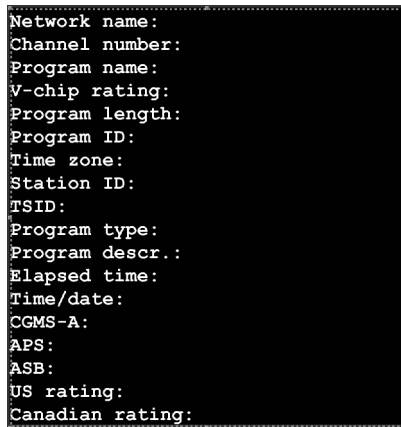 Network name:
Channel number:
Program name:
V-chip rating:
Program length:
Program ID:
Time zone:
Station ID:
TSID:
Program type:
Program descr.:
Elapsed time:
Time/date:
CGMS-A:
APS:
ASB:
US rating:
Canadian rating: